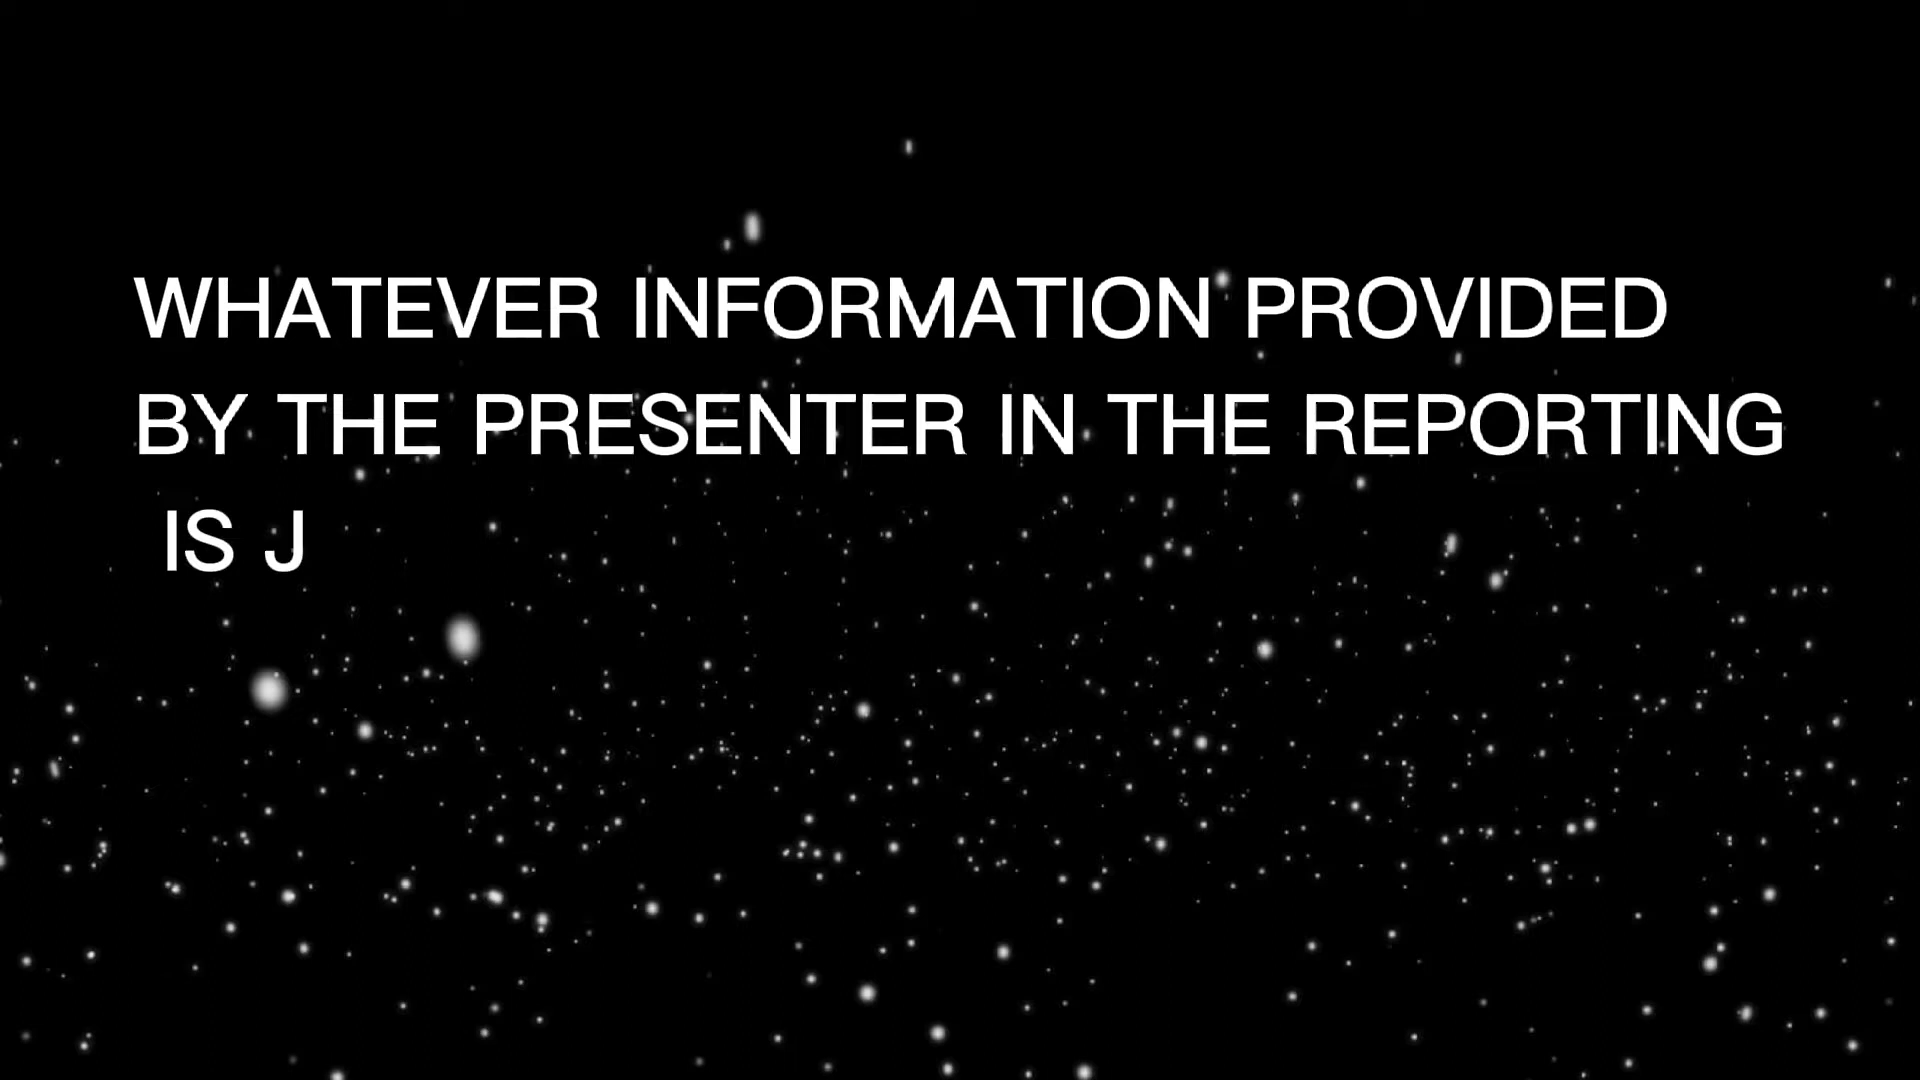 WHATEVER INFORMATION PROVIDED
BY THE PRESENTER IN THE REPORTING
IS J